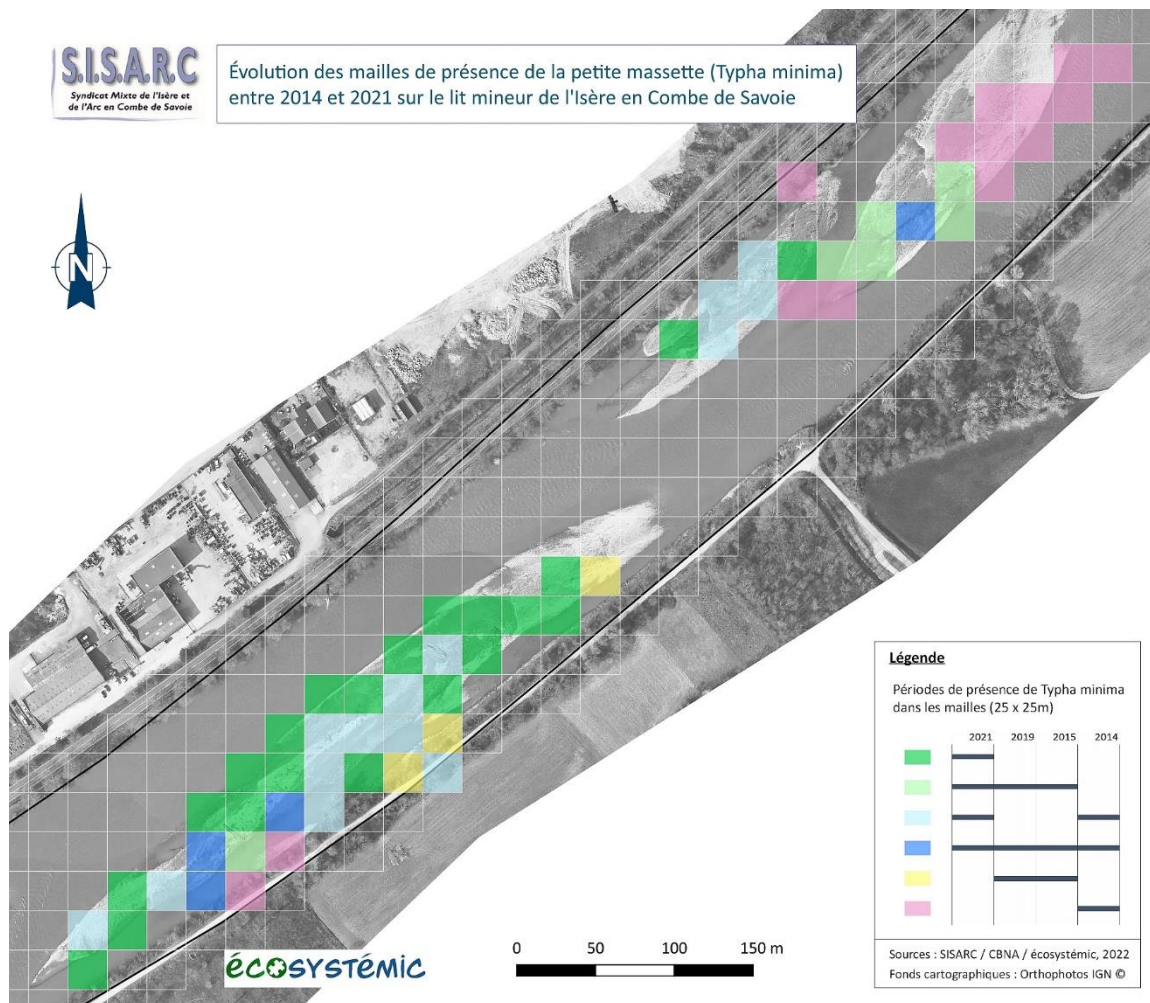 S.I.S.A.R.C
Syndicat Mixte de l'Isère et
de l'Arc en Combe de Savoie
Évolution des mailles de présence de la petite massette (Typha minima)
entre 2014 et 2021 sur le lit mineur de l'Isère en Combe de Savoie
N
Légende
Périodes de présence de Typha minima
dans les mailles (25 x 25m)
2021 2019 2015 2014
Sources : SISARC / CBNA / écosystémic, 2022
Fonds cartographiques : Orthophotos IGN ©
écosystémic
0 50 100 150 m